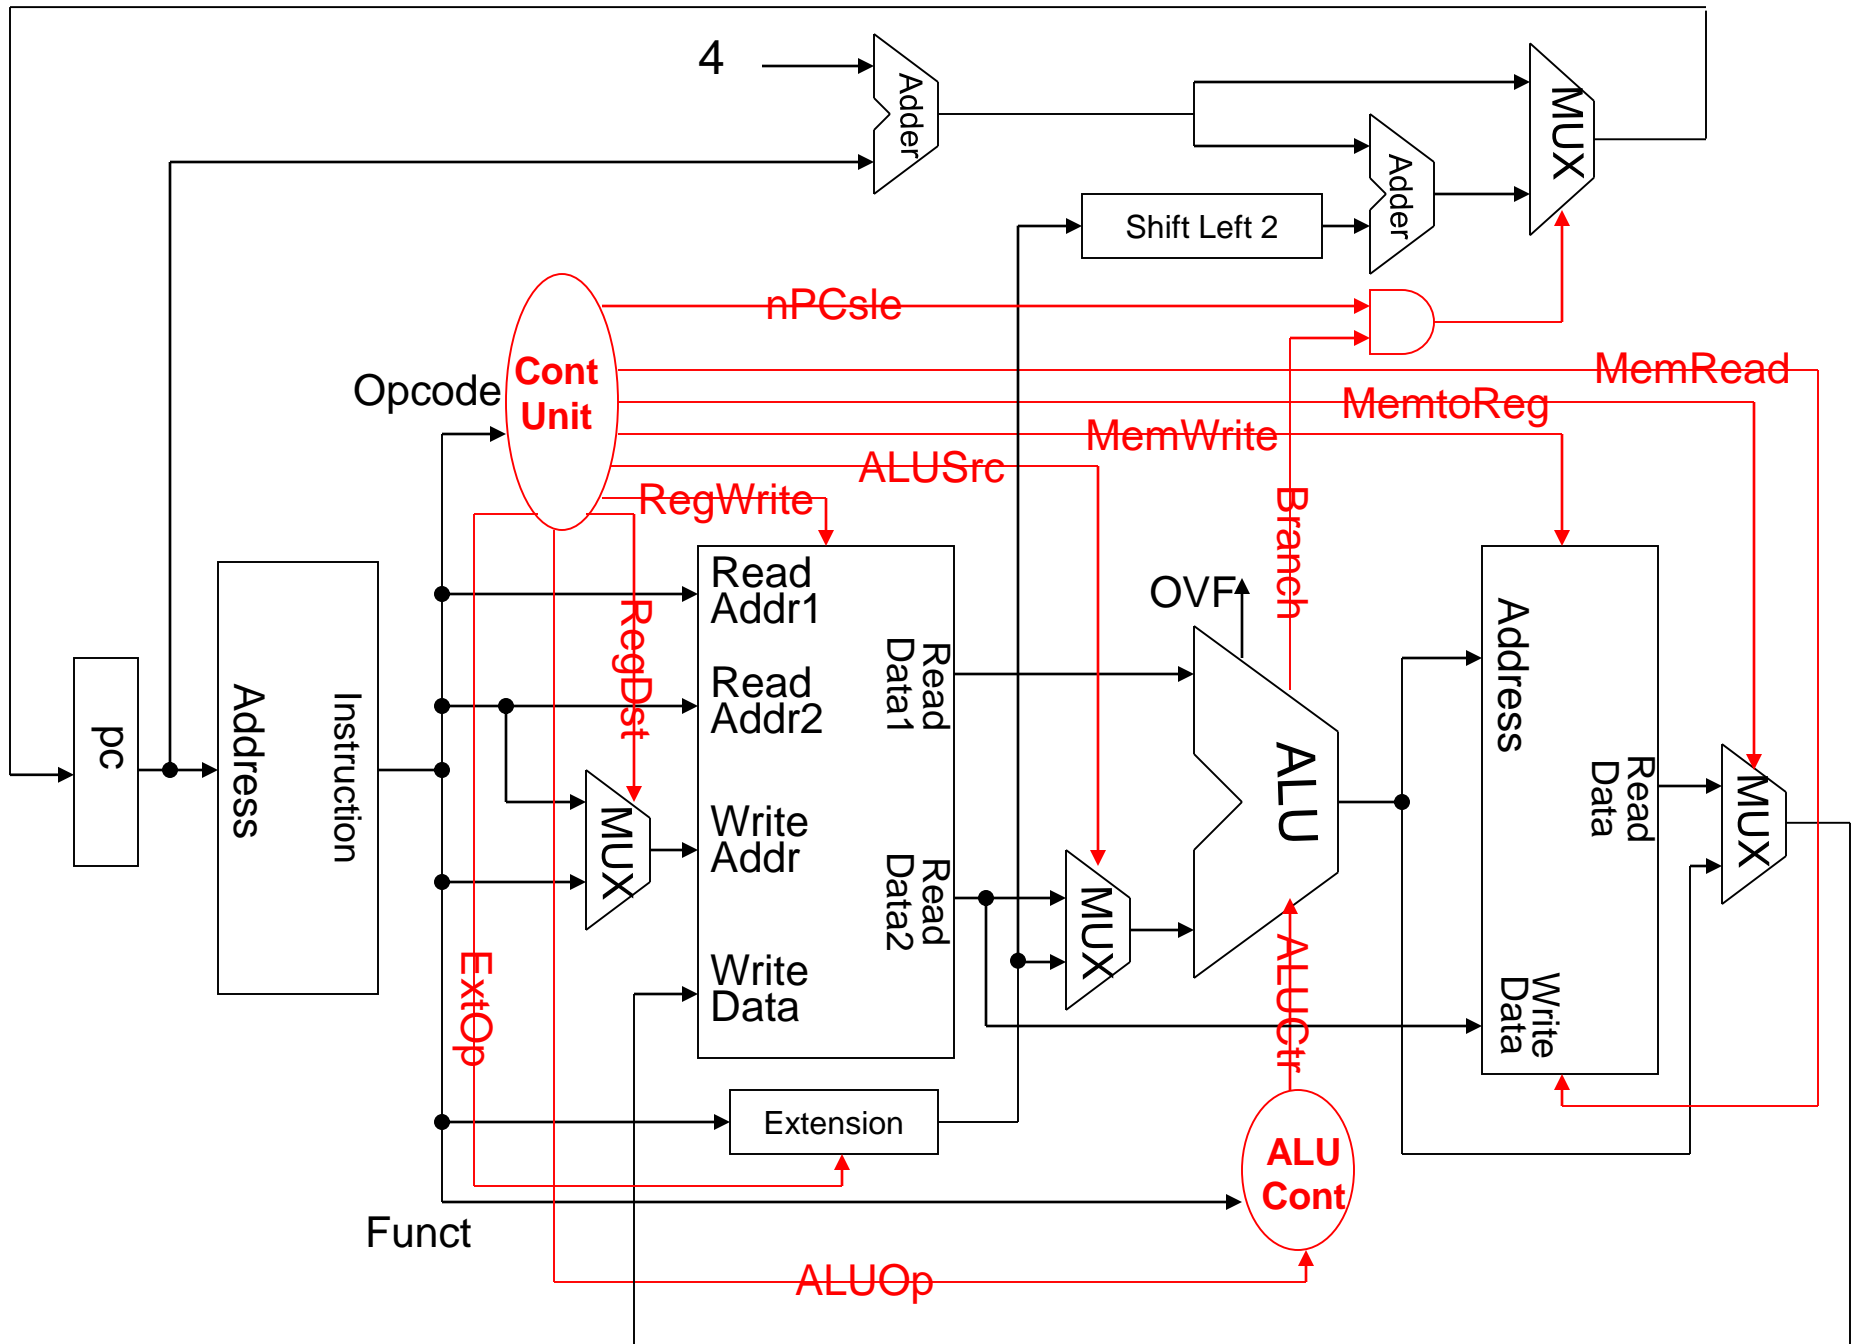 4
Adder
MUX
Adder
Shift Left 2
nPCsle
Cont
Unit
MemRead
Opcode
MemtoReg
MemWrite
ALUSrc
RegWrite
Branch
Read
Addr1
OVF
RegDst
Read
Data1
Address
Read
Addr2
pc
Address
Instruction
ALU
Read
Data
MUX
Write
Addr
MUX
Read
Data2
MUX
ExtOp
Write
Data
ALUCtr
Write
Data
Extension
ALU
Cont
Funct
ALUOp